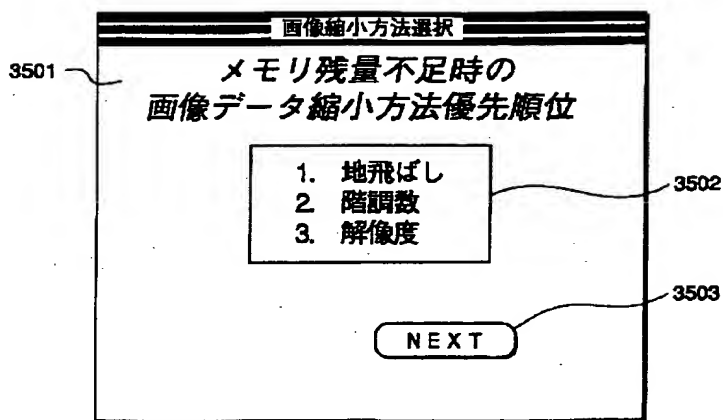 画像縮小方法選択
3501
メモリ残量不足時の
画像データ縮小方法優先順位
1. 地飛ばし
2. 階調数
3. 解像度
3502
3503
NEXT